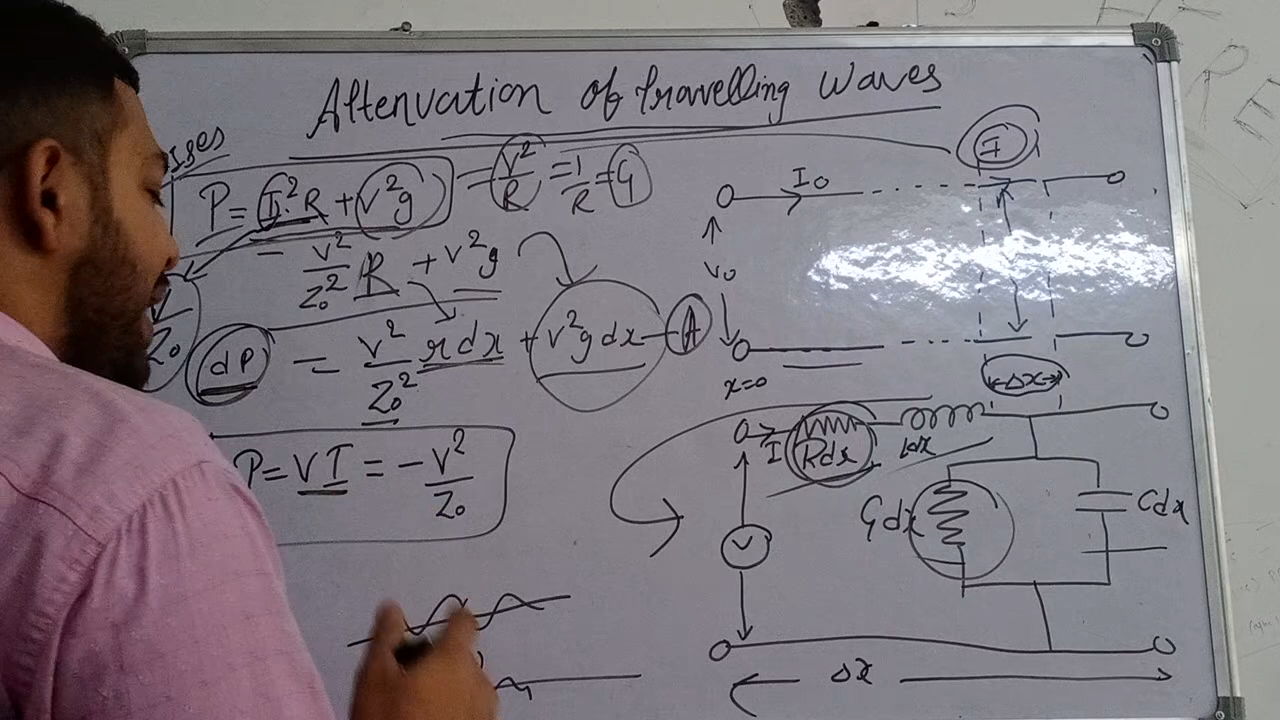 Attenuation of Travelling Waves
P = I²R + V²g = V²/R = 1/R = G
= V²/Z₀² R + V²g
Z₀
dP = V²/Z₀² r dx + V²g dx - A
P = VI = - V²/Z₀
I
I₀
V₀
x=0
Δx
I
Rdx
Ldx
Gdx
Cdx
V
Δx